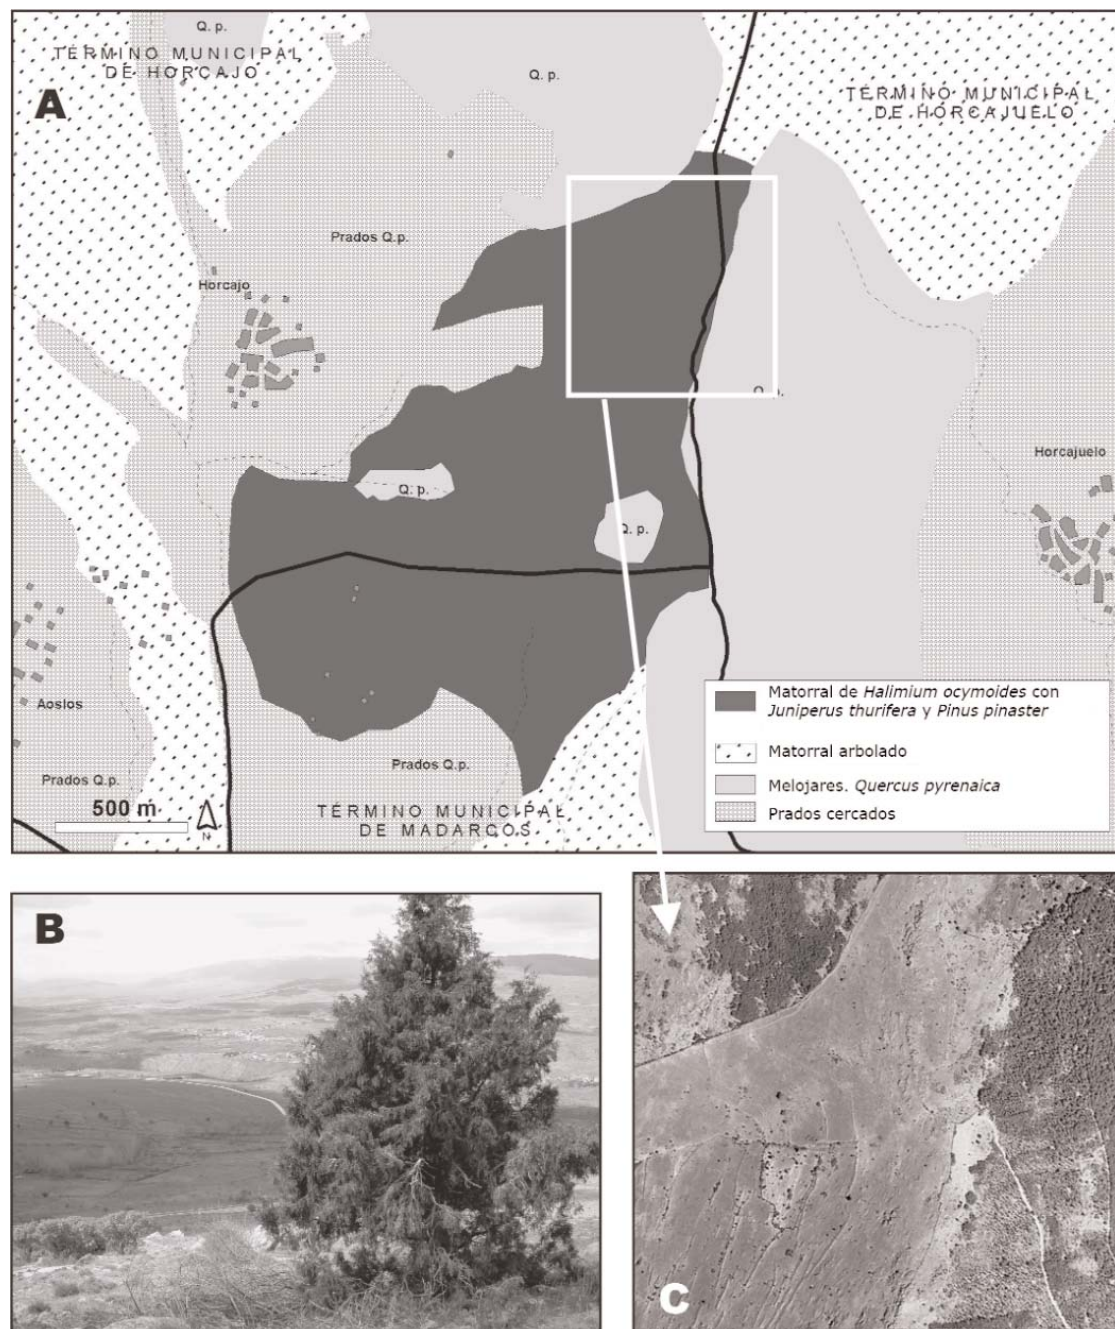 Q. p.
TÉRMINO MUNICIPAL
DE HORCAJO
Q. p.
A
TÉRMINO MUNICIPAL
DE HORCAJUELO
Prados Q.p.
Horcajo
Q. p.
Horcajuelo
Q. p.
Q. p.
Aoslos
Prados Q.p.
Prados Q.p.
500 m
N
TÉRMINO MUNICIPAL
DE MADARCOS
Matorral de Halimium ocymoides con
Juniperus thurifera y Pinus pinaster
Matorral arbolado
Melojares. Quercus pyrenaica
Prados cercados
B
C